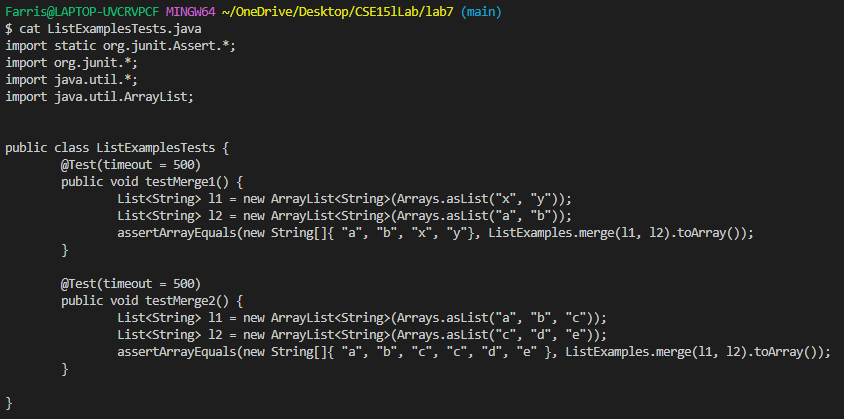 Farris@LAPTOP-UVCRVPCF MINGW64 ~/OneDrive/Desktop/CSE15lLab/lab7 (main)
$ cat ListExamplesTests.java
import static org.junit.Assert.*;
import org.junit.*;
import java.util.*;
import java.util.ArrayList;
public class ListExamplesTests {
@Test(timeout = 500)
public void testMerge1() {
List<String> l1 = new ArrayList<String>(Arrays.asList("x", "y"));
List<String> l2 = new ArrayList<String>(Arrays.asList("a", "b"));
assertArrayEquals(new String[]{ "a", "b", "x", "y"}, ListExamples.merge(l1, l2).toArray());
}
@Test(timeout = 500)
public void testMerge2() {
List<String> l1 = new ArrayList<String>(Arrays.asList("a", "b", "c"));
List<String> l2 = new ArrayList<String>(Arrays.asList("c", "d", "e"));
assertArrayEquals(new String[]{ "a", "b", "c", "c", "d", "e" }, ListExamples.merge(l1, l2).toArray());
}
}